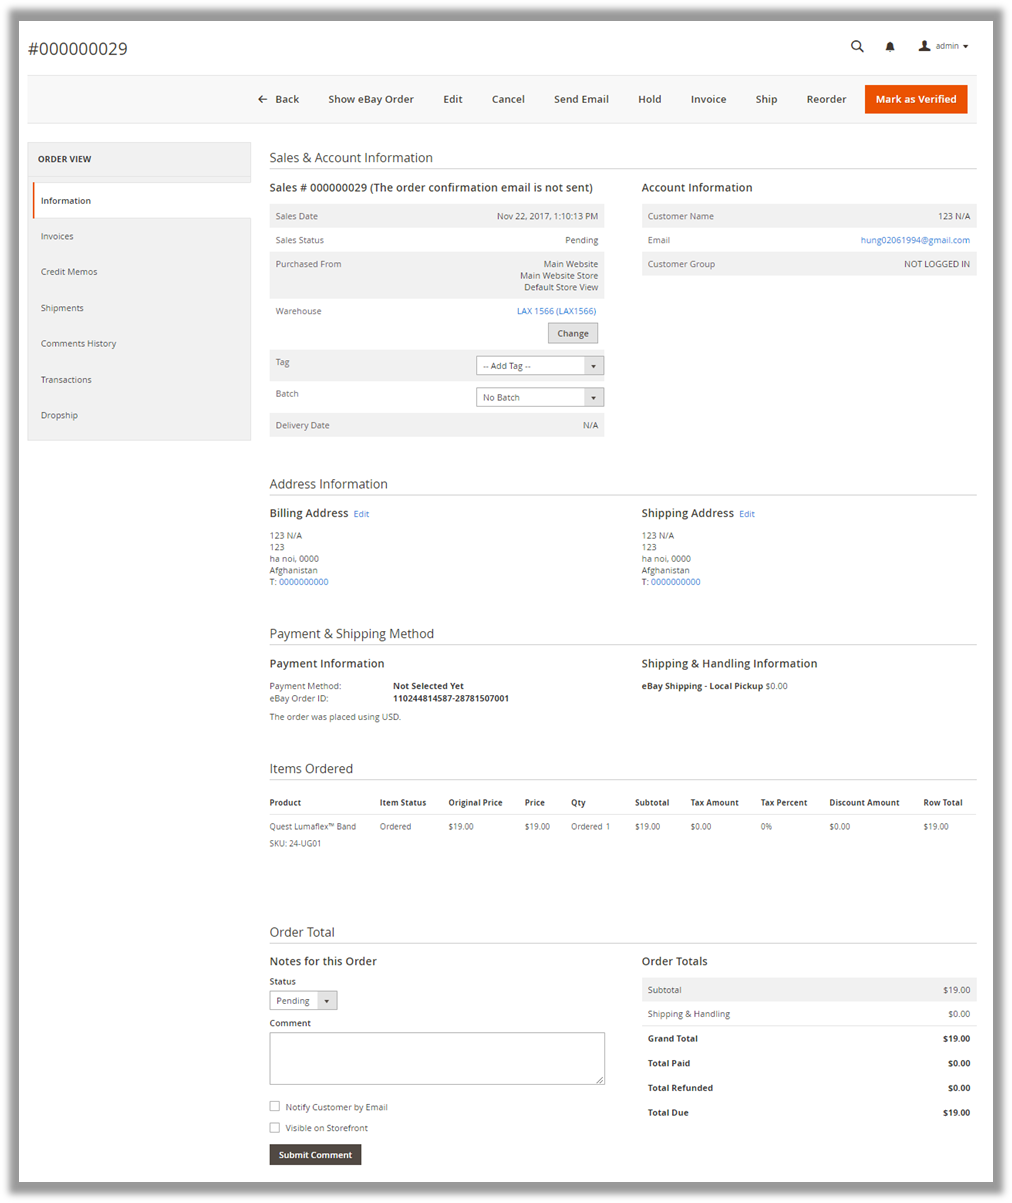 #000000029
admin
Back Show eBay Order Edit Cancel Send Email Hold Invoice Ship Reorder Mark as Verified
ORDER VIEW
Information
Invoices
Credit Memos
Shipments
Comments History
Transactions
Dropship
Sales & Account Information
Sales # 000000029 (The order confirmation email is not sent)
Sales Date Nov 22, 2017, 1:10:13 PM
Sales Status Pending
Purchased From Main Website
Main Website Store
Default Store View
Warehouse LAX 1566 (LAX1566)
Change
Tag -- Add Tag --
Batch No Batch
Delivery Date N/A
Account Information
Customer Name 123 N/A
Email hung02061994@gmail.com
Customer Group NOT LOGGED IN
Address Information
Billing Address Edit
123 N/A
123
ha noi, 0000
Afghanistan
T: 0000000000
Shipping Address Edit
123 N/A
123
ha noi, 0000
Afghanistan
T: 0000000000
Payment & Shipping Method
Payment Information
Payment Method: Not Selected Yet
eBay Order ID: 110244814587-28781507001
The order was placed using USD.
Shipping & Handling Information
eBay Shipping - Local Pickup $0.00
Items Ordered
Product Item Status Original Price Price Qty Subtotal Tax Amount Tax Percent Discount Amount Row Total
Quest Lumaflex™ Band Ordered $19.00 $19.00 Ordered 1 $19.00 $0.00 0% $0.00 $19.00
SKU: 24-UG01
Order Total
Notes for this Order
Status
Pending
Comment
Notify Customer by Email
Visible on Storefront
Submit Comment
Order Totals
Subtotal $19.00
Shipping & Handling $0.00
Grand Total $19.00
Total Paid $0.00
Total Refunded $0.00
Total Due $19.00